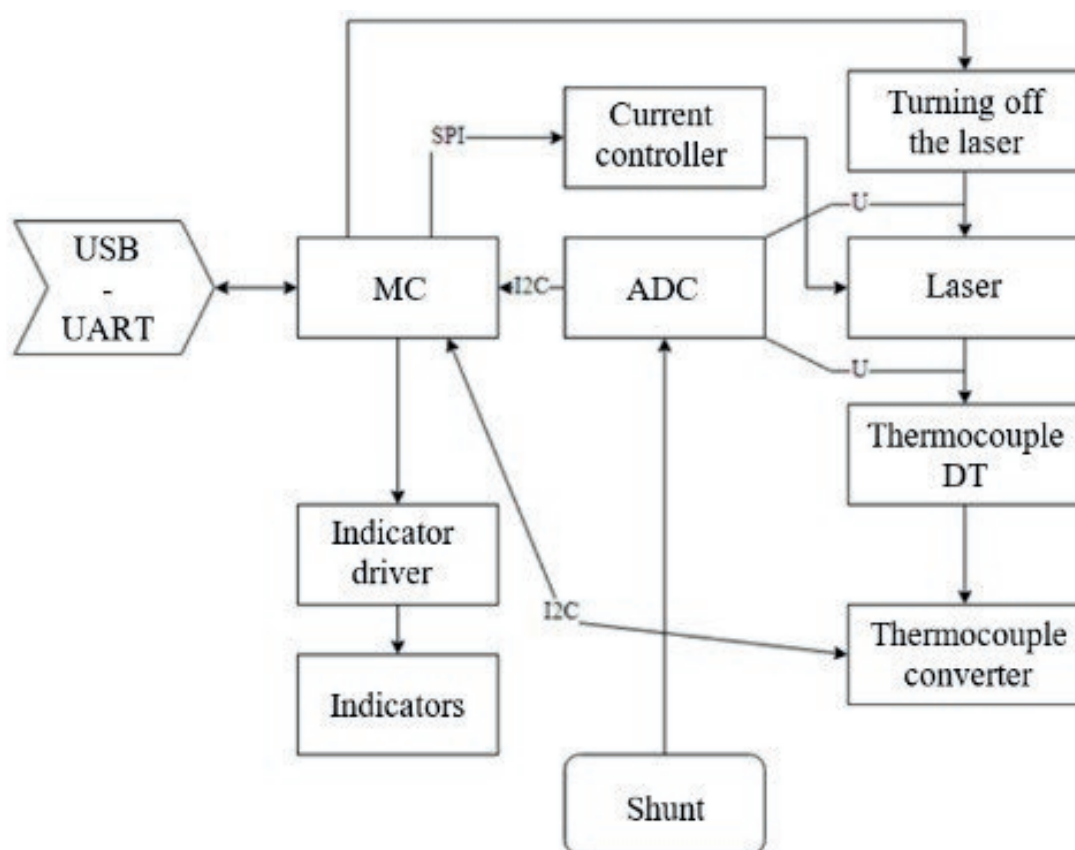 Turning off
the laser
Current
controller
SPI
U
USB
-
UART
MC
I2C
ADC
Laser
U
Thermocouple
DT
Indicator
driver
I2C
Thermocouple
converter
Indicators
Shunt